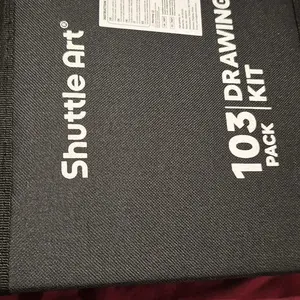 Shuttle Art®
103 PACK
DRAWING KIT